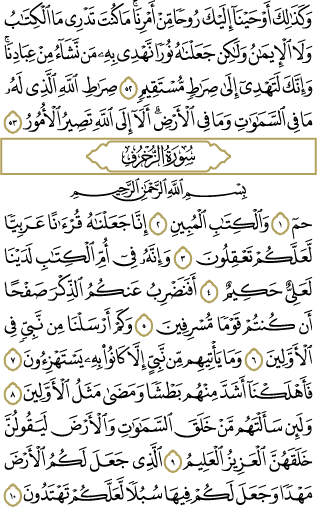 وَكَذَٰلِكَ أَوْحَيْنَآ إِلَيْكَ رُوحًا مِّنْ أَمْرِنَا ۚ مَا كُنتَ تَدْرِى مَا ٱلْكِتَٰبُ
وَلَا ٱلْإِيمَٰنُ وَلَٰكِن جَعَلْنَٰهُ نُورًا نَّهْدِى بِهِۦ مَن نَّشَآءُ مِنْ عِبَادِنَا ۚ
وَإِنَّكَ لَتَهْدِىٓ إِلَىٰ صِرَٰطٍ مُّسْتَقِيمٍ ٥٢ صِرَٰطِ ٱللَّهِ ٱلَّذِى لَهُۥ
مَا فِى ٱلسَّمَٰوَٰتِ وَمَا فِى ٱلْأَرْضِ ۗ أَلَآ إِلَى ٱللَّهِ تَصِيرُ ٱلْأُمُورُ ٥٣
سُورَةُ الزُّخْرُفِ
بِسْمِ ٱللَّهِ ٱلرَّحْمَٰنِ ٱلرَّحِيمِ
حمٓ ١ وَٱلْكِتَٰبِ ٱلْمُبِينِ ٢ إِنَّا جَعَلْنَٰهُ قُرْءَٰنًا عَرَبِيًّا
لَّعَلَّكُمْ تَعْقِلُونَ ٣ وَإِنَّهُۥ فِىٓ أُمِّ ٱلْكِتَٰبِ لَدَيْنَا
لَعَلِىٌّ حَكِيمٌ ٤ أَفَنَضْرِبُ عَنكُمُ ٱلذِّكْرَ صَفْحًا
أَن كُنتُمْ قَوْمًا مُّسْرِفِينَ ٥ وَكَمْ أَرْسَلْنَا مِن نَّبِىٍّ فِى
ٱلْأَوَّلِينَ ٦ وَمَا يَأْتِيهِم مِّن نَّبِىٍّ إِلَّا كَانُوا۟ بِهِۦ يَسْتَهْزِءُونَ ٧
فَأَهْلَكْنَآ أَشَدَّ مِنْهُم بَطْشًا وَمَضَىٰ مَثَلُ ٱلْأَوَّلِينَ ٨
وَلَئِن سَأَلْتَهُم مَّنْ خَلَقَ ٱلسَّمَٰوَٰتِ وَٱلْأَرْضَ لَيَقُولُنَّ
خَلَقَهُنَّ ٱلْعَزِيزُ ٱلْعَلِيمُ ٩ ٱلَّذِى جَعَلَ لَكُمُ ٱلْأَرْضَ
مَهْدًا وَجَعَلَ لَكُمْ فِيهَا سُبُلًا لَّعَلَّكُمْ تَهْتَدُونَ ١٠